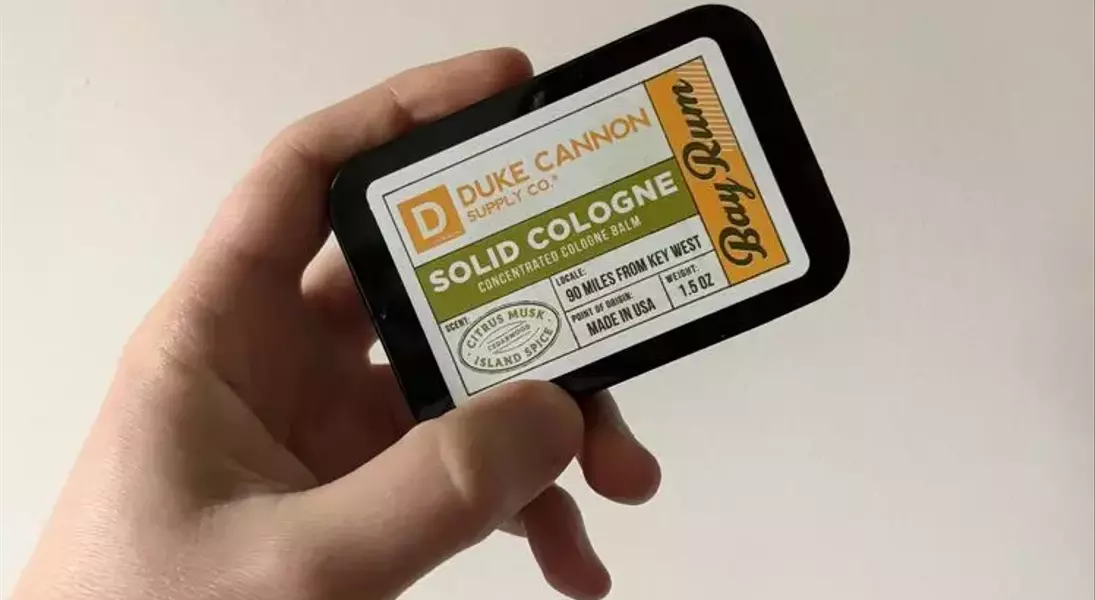 D
DUKE CANNON
SUPPLY CO.®
SOLID COLOGNE
CONCENTRATED COLOGNE BALM
Bay Rum
SCENT:
CITRUS MUSK
CEDARWOOD
ISLAND SPICE
LOCALE:
90 MILES FROM KEY WEST
POINT OF ORIGIN:
MADE IN USA
WEIGHT:
1.5 OZ